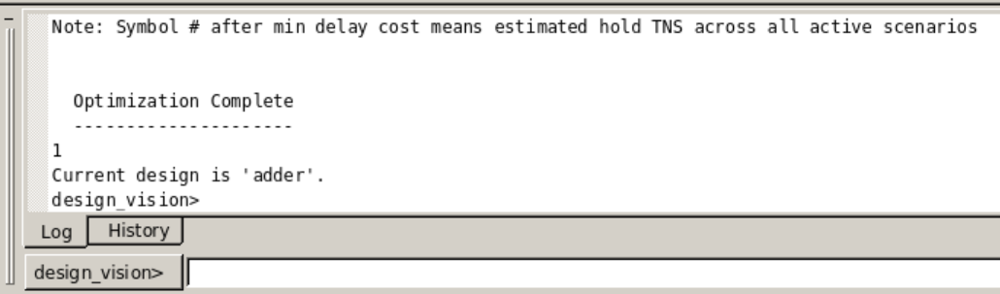 Note: Symbol # after min delay cost means estimated hold TNS across all active scenarios
Optimization Complete
---------------------
1
Current design is 'adder'.
design_vision>
Log History
design_vision>